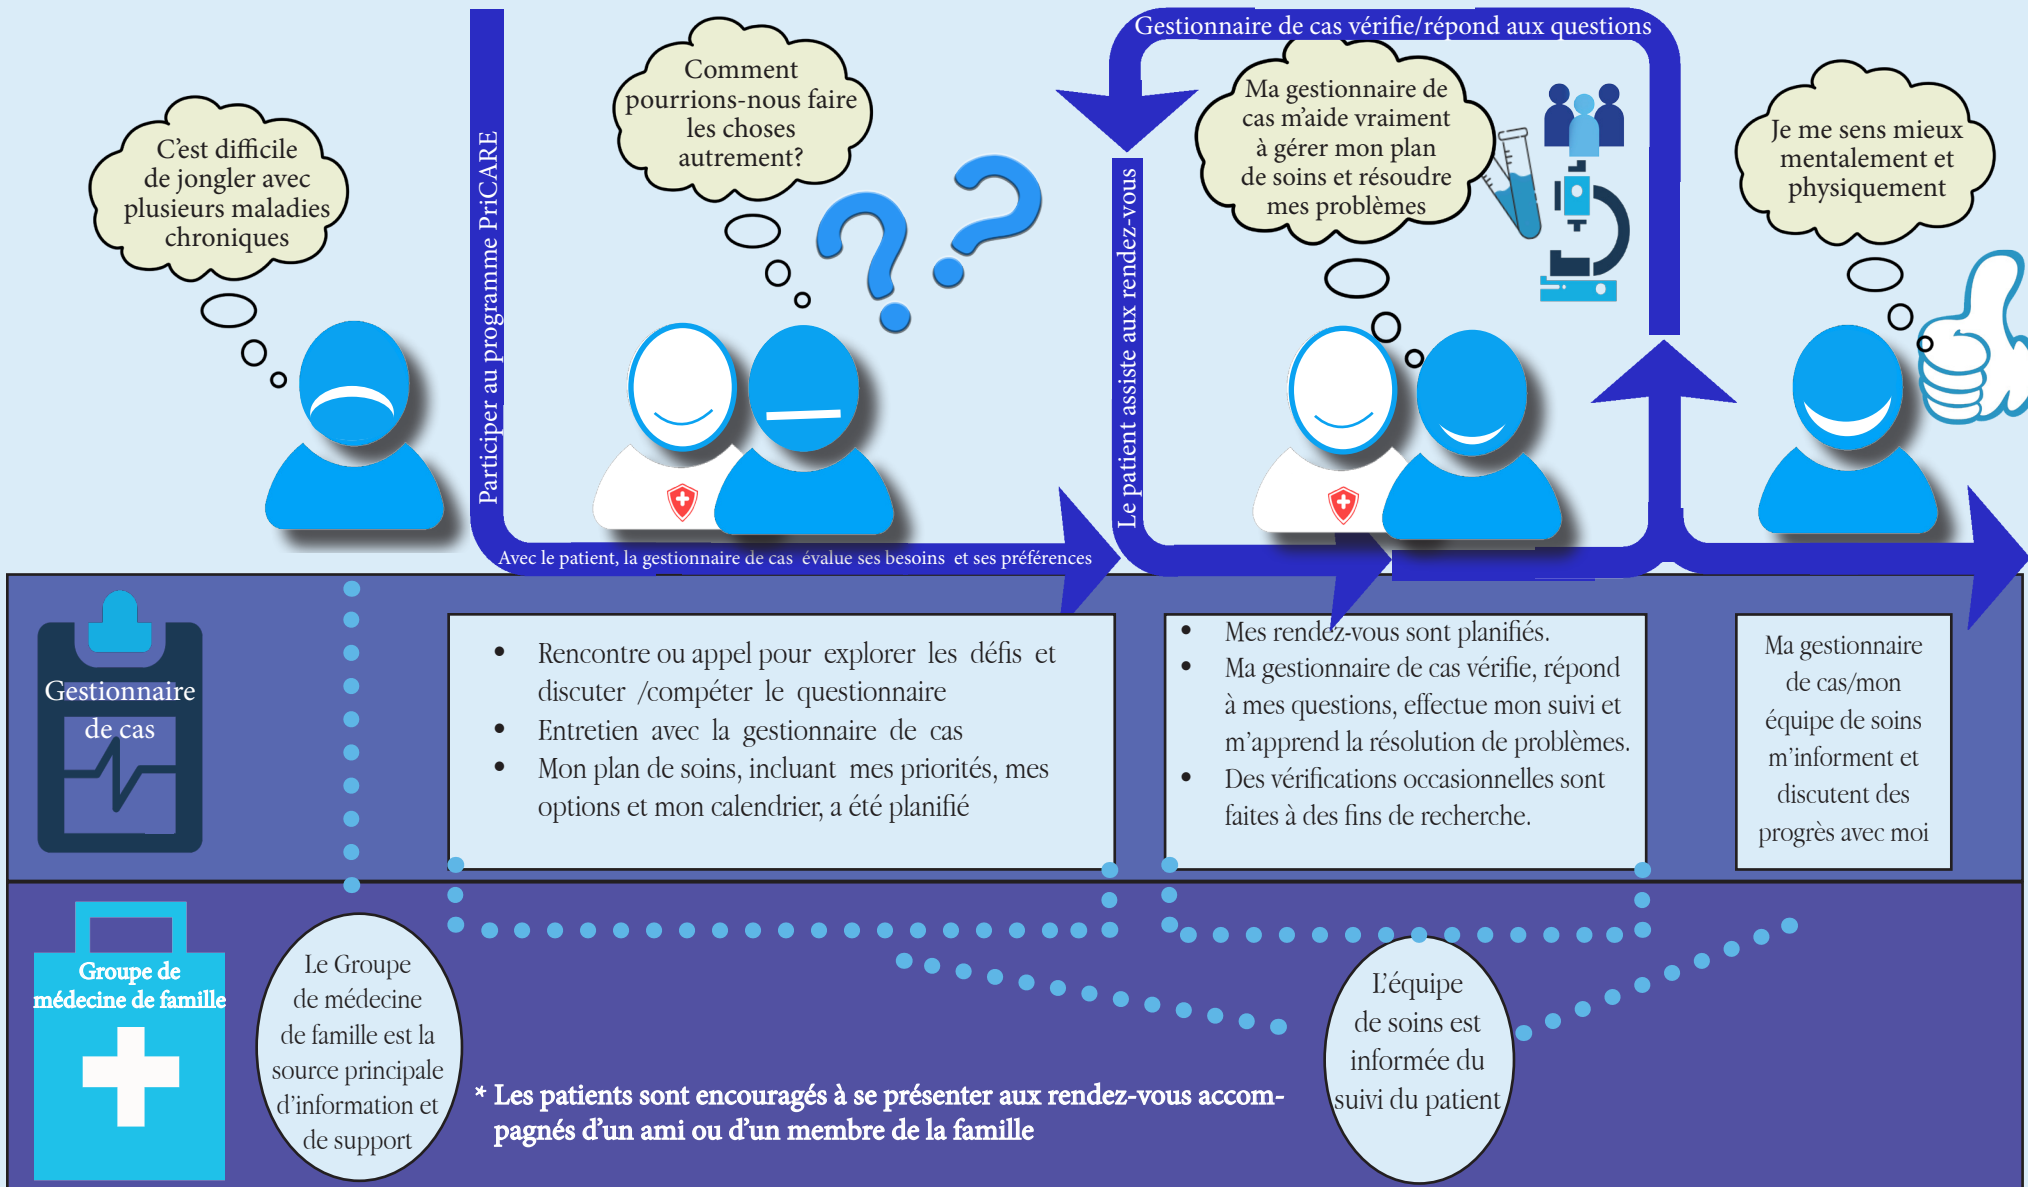 C'est difficile
de jongler avec
plusieurs maladies
chroniques
Participer au programme PriCARE
Comment
pourrions-nous faire
les choses
autrement?
Avec le patient, la gestionnaire de cas évalue ses besoins et ses préférences
Gestionnaire de cas vérifie/répond aux questions
Le patient assiste aux rendez-vous
Ma gestionnaire de
cas m'aide vraiment
à gérer mon plan
de soins et résoudre
mes problèmes
Je me sens mieux
mentalement et
physiquement
Gestionnaire
de cas
• Rencontre ou appel pour explorer les défis et
discuter /compéter le questionnaire
• Entretien avec la gestionnaire de cas
• Mon plan de soins, incluant mes priorités, mes
options et mon calendrier, a été planifié
• Mes rendez-vous sont planifiés.
• Ma gestionnaire de cas vérifie, répond
à mes questions, effectue mon suivi et
m'apprend la résolution de problèmes.
• Des vérifications occasionnelles sont
faites à des fins de recherche.
Ma gestionnaire
de cas/mon
équipe de soins
m'informent et
discutent des
progrès avec moi
Groupe de
médecine de famille
Le Groupe
de médecine
de famille est la
source principale
d'information et
de support
* Les patients sont encouragés à se présenter aux rendez-vous accom-
pagnés d'un ami ou d'un membre de la famille
L'équipe
de soins est
informée du
suivi du patient